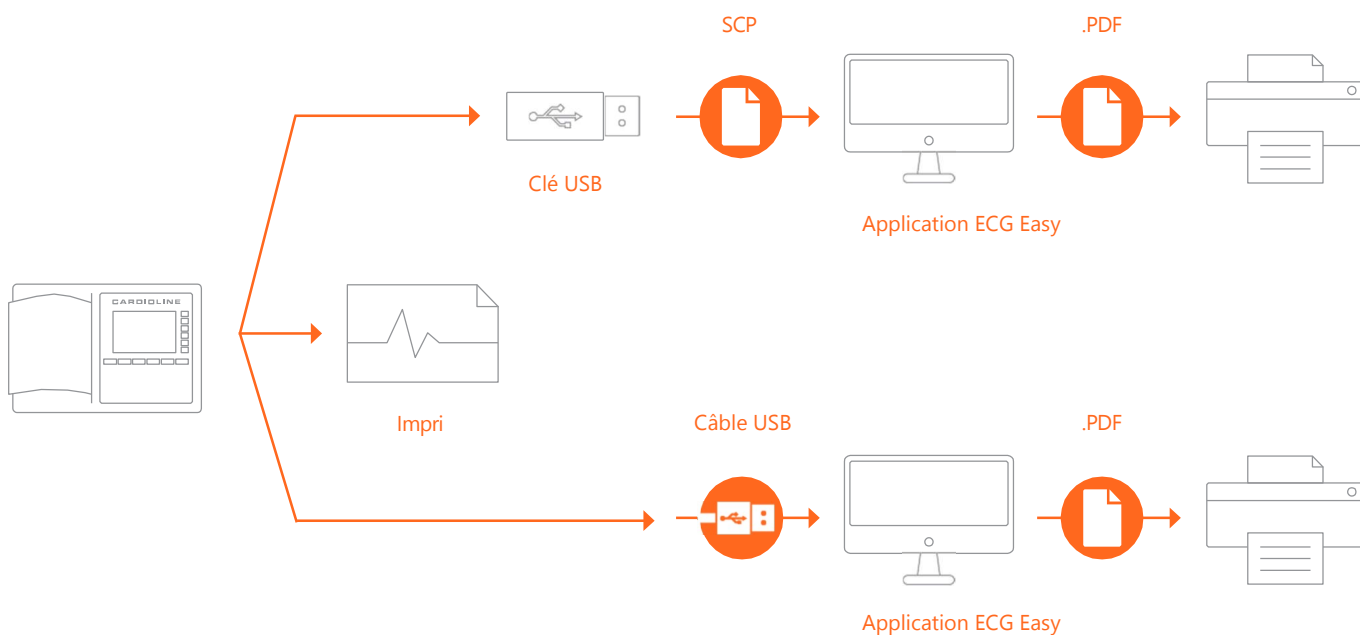 SCP
.PDF
Clé USB
Application ECG Easy
CARDIOLINE
Impri
Câble USB
.PDF
Application ECG Easy